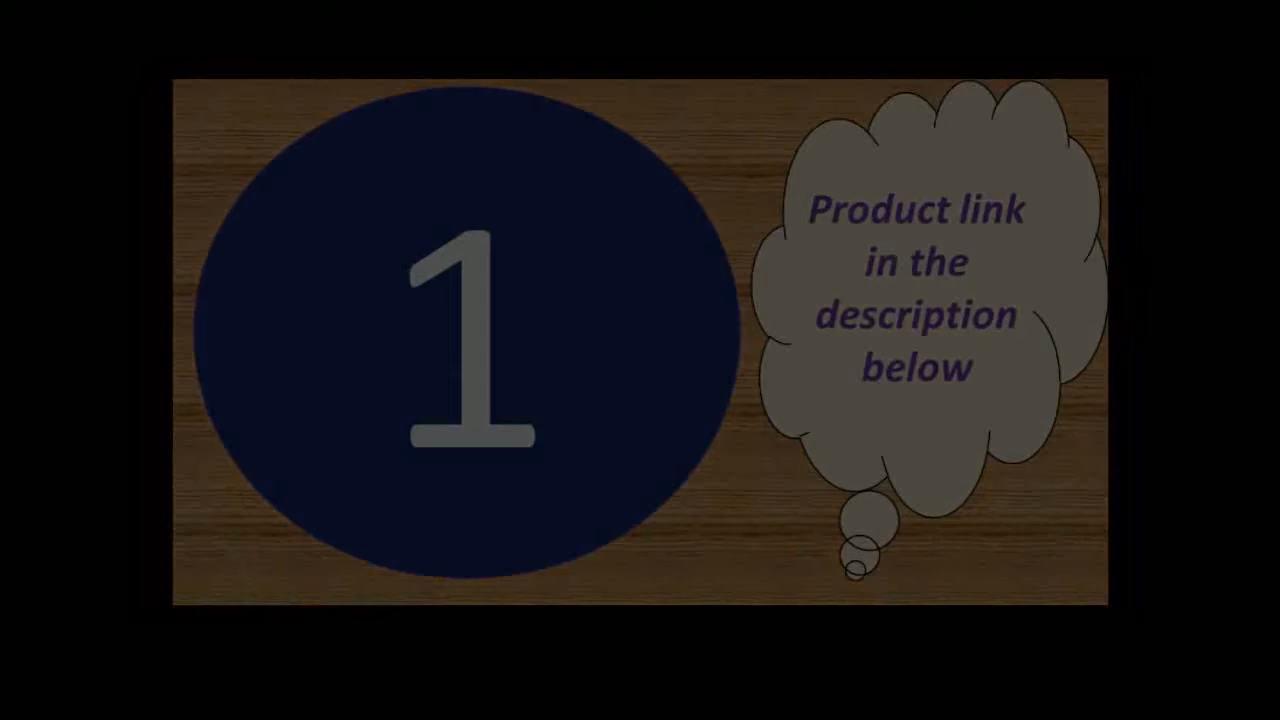 1
Product link
in the
description
below